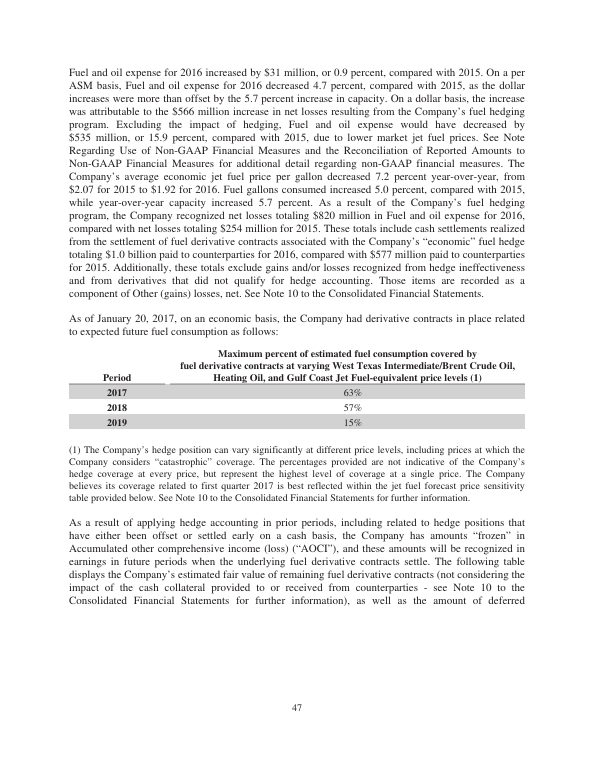 Fuel and oil expense for 2016 increased by $31 million, or 0.9 percent, compared with 2015. On a per
ASM basis, Fuel and oil expense for 2016 decreased 4.7 percent, compared with 2015, as the dollar
increases were more than offset by the 5.7 percent increase in capacity. On a dollar basis, the increase
was attributable to the $566 million increase in net losses resulting from the Company's fuel hedging
program. Excluding the impact of hedging, Fuel and oil expense would have decreased by
$535 million, or 15.9 percent, compared with 2015, due to lower market jet fuel prices. See Note
Regarding Use of Non-GAAP Financial Measures and the Reconciliation of Reported Amounts to
Non-GAAP Financial Measures for additional detail regarding non-GAAP financial measures. The
Company's average economic jet fuel price per gallon decreased 7.2 percent year-over-year, from
$2.07 for 2015 to $1.92 for 2016. Fuel gallons consumed increased 5.0 percent, compared with 2015,
while year-over-year capacity increased 5.7 percent. As a result of the Company's fuel hedging
program, the Company recognized net losses totaling $820 million in Fuel and oil expense for 2016,
compared with net losses totaling $254 million for 2015. These totals include cash settlements realized
from the settlement of fuel derivative contracts associated with the Company's “economic” fuel hedge
totaling $1.0 billion paid to counterparties for 2016, compared with $577 million paid to counterparties
for 2015. Additionally, these totals exclude gains and/or losses recognized from hedge ineffectiveness
and from derivatives that did not qualify for hedge accounting. Those items are recorded as a
component of Other (gains) losses, net. See Note 10 to the Consolidated Financial Statements.
As of January 20, 2017, on an economic basis, the Company had derivative contracts in place related
to expected future fuel consumption as follows:
Maximum percent of estimated fuel consumption covered by
fuel derivative contracts at varying West Texas Intermediate/Brent Crude Oil,
Period Heating Oil, and Gulf Coast Jet Fuel-equivalent price levels (1)
2017 63%
2018 57%
2019 15%
(1) The Company's hedge position can vary significantly at different price levels, including prices at which the
Company considers “catastrophic” coverage. The percentages provided are not indicative of the Company's
hedge coverage at every price, but represent the highest level of coverage at a single price. The Company
believes its coverage related to first quarter 2017 is best reflected within the jet fuel forecast price sensitivity
table provided below. See Note 10 to the Consolidated Financial Statements for further information.
As a result of applying hedge accounting in prior periods, including related to hedge positions that
have either been offset or settled early on a cash basis, the Company has amounts “frozen” in
Accumulated other comprehensive income (loss) (“AOCI”), and these amounts will be recognized in
earnings in future periods when the underlying fuel derivative contracts settle. The following table
displays the Company's estimated fair value of remaining fuel derivative contracts (not considering the
impact of the cash collateral provided to or received from counterparties - see Note 10 to the
Consolidated Financial Statements for further information), as well as the amount of deferred
47